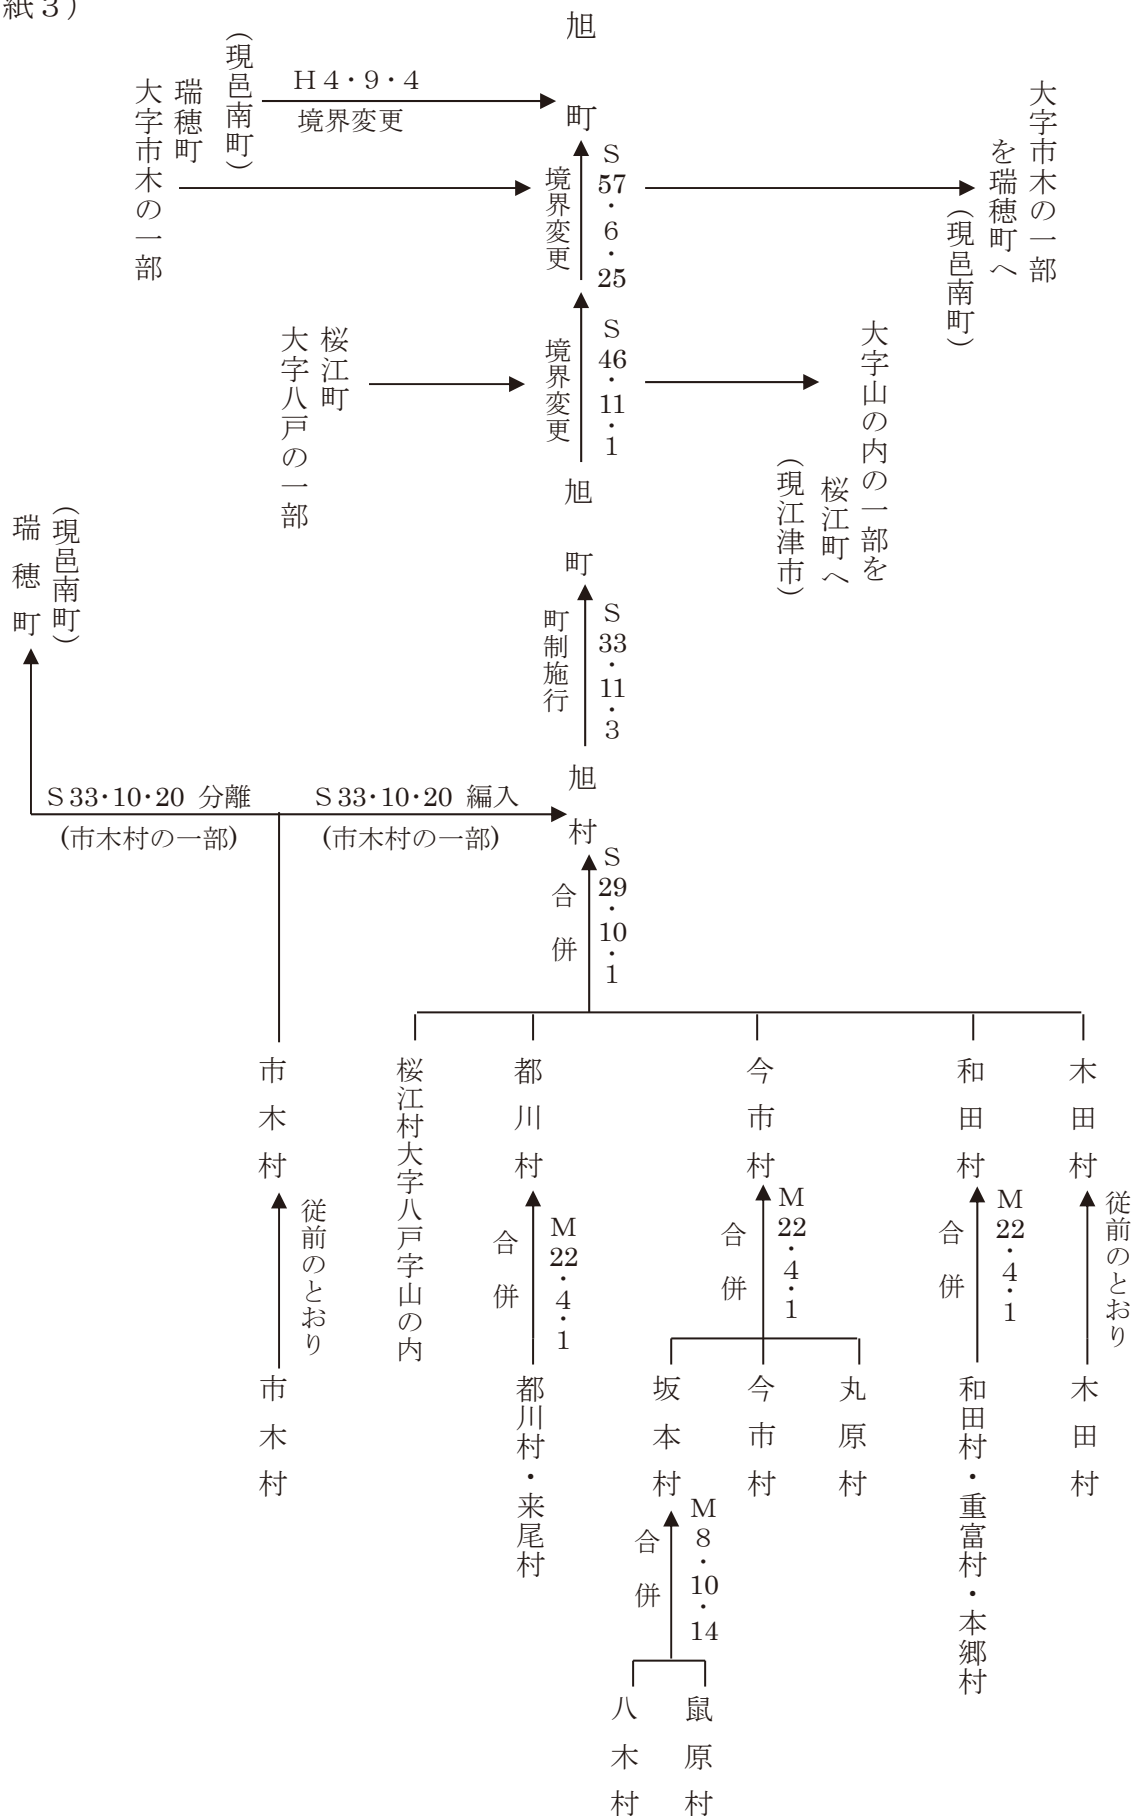 紙３）
旭
町
（現邑南町）
瑞穂町
大字市木の一部
Ｈ４・９・４
境界変更
Ｓ57・６・25
境界変更
大字市木の一部
を瑞穂町へ
（現邑南町）
桜江町
大字八戸の一部
Ｓ46・11・１
境界変更
大字山の内の一部を
桜江町へ
（現江津市）
旭
町
Ｓ33・11・３
町制施行
（現邑南町）
瑞穂町
旭
村
Ｓ33・10・20 分離
(市木村の一部)
Ｓ33・10・20 編入
(市木村の一部)
Ｓ29・10・１
合併
木田村
和田村
今市村
都川村
桜江村大字八戸字山の内
市木村
従前のとおり
Ｍ22・４・１
合併
Ｍ22・４・１
合併
Ｍ22・４・１
合併
従前のとおり
木田村
和田村・重富村・本郷村
丸原村
今市村
坂本村
都川村・来尾村
市木村
Ｍ８・10・14
合併
鼠原村
八木村